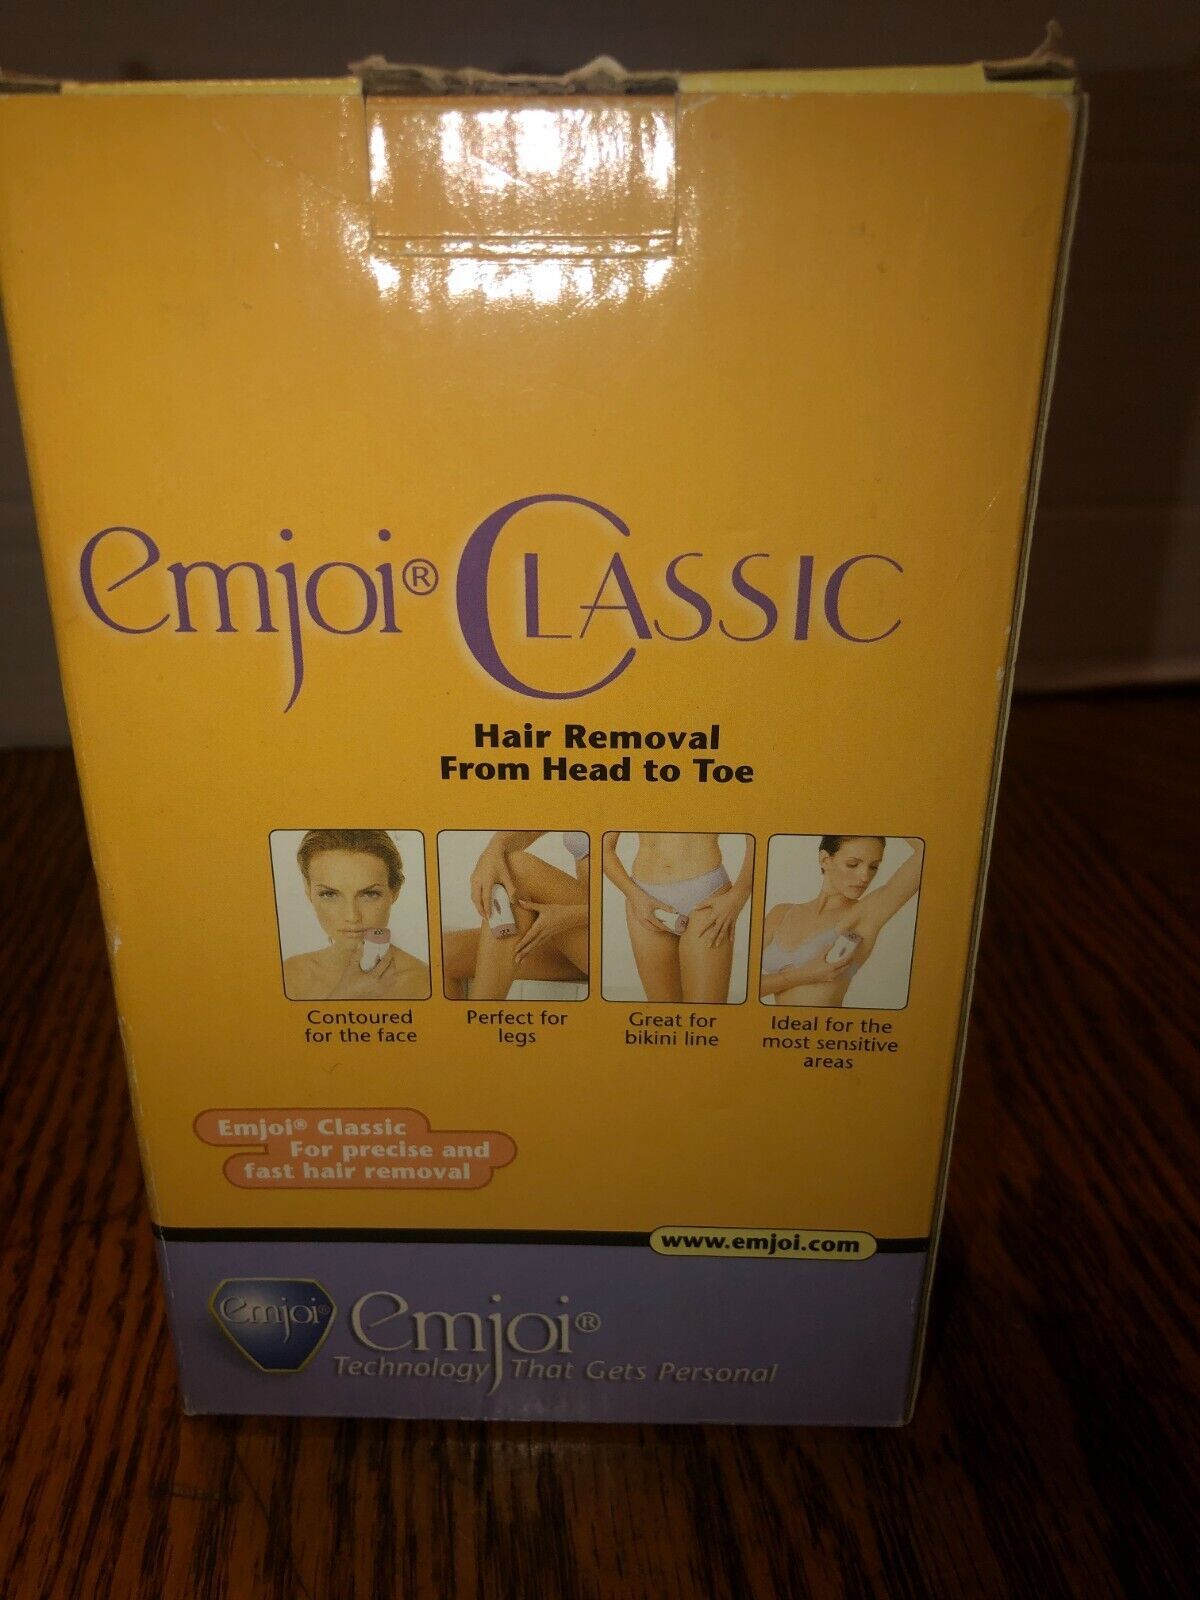 emjoi® CLASSIC
Hair Removal
From Head to Toe
Contoured
for the face
Perfect for
legs
Great for
bikini line
Ideal for the
most sensitive
areas
Emjoi® Classic
For precise and
fast hair removal
www.emjoi.com
emjoi®
emjoi®
Technology That Gets Personal